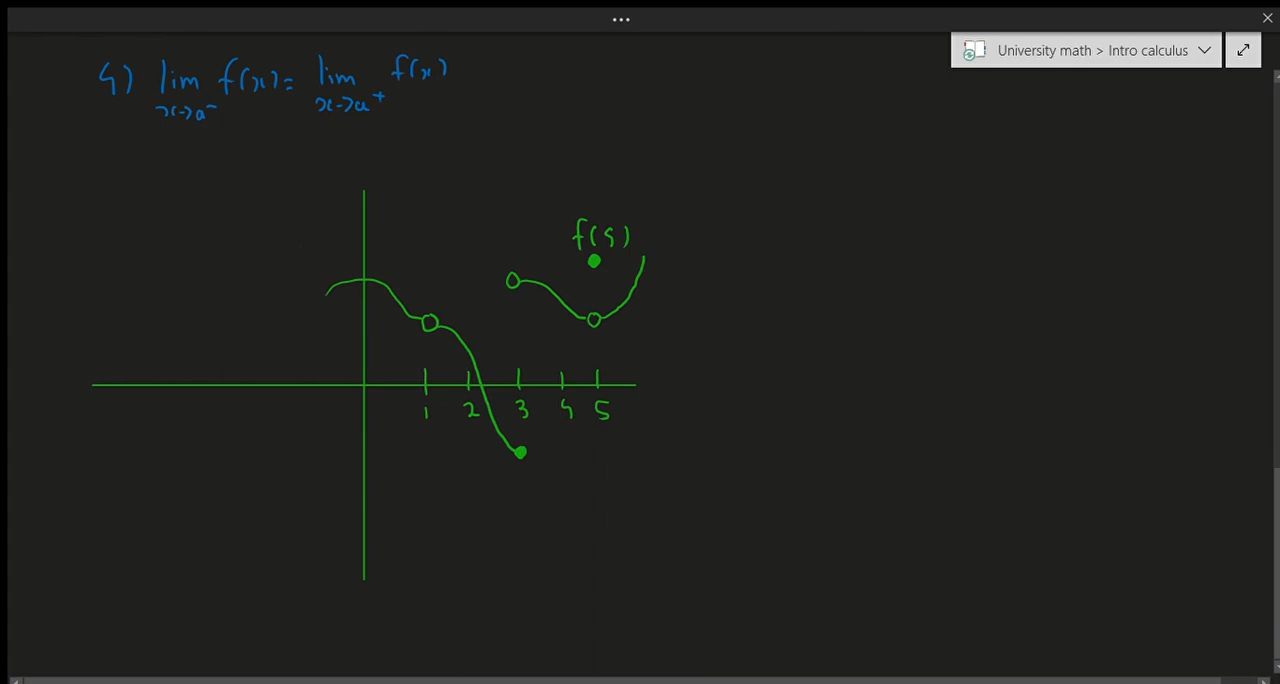 ...
University math > Intro calculus
4) lim f(x) = lim f(x)
x->a⁻ x->a⁺
f(5)
1 2 3 4 5